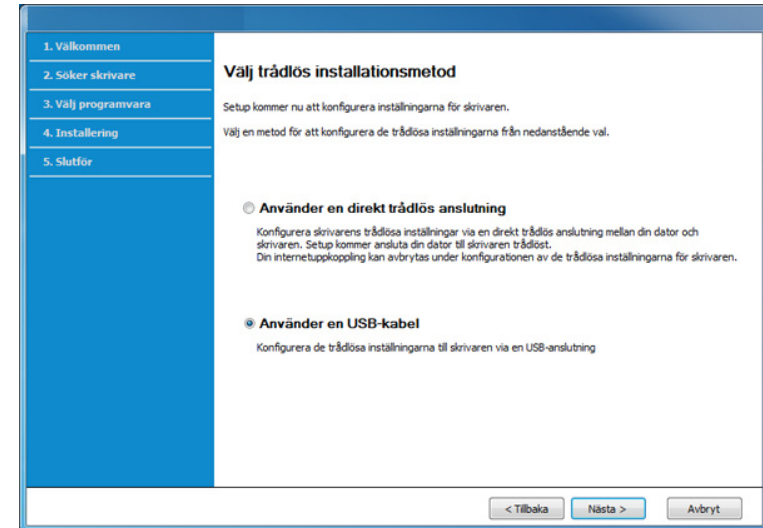 1. Välkommen
2. Söker skrivare
3. Välj programvara
4. Installering
5. Slutför
Välj trådlös installationsmetod
Setup kommer nu att konfigurera inställningarna för skrivaren.
Välj en metod för att konfigurera de trådlösa inställningarna från nedanstående val.
Använder en direkt trådlös anslutning
Konfigurera skrivarens trådlösa inställningar via en direkt trådlös anslutning mellan din dator och
skrivaren. Setup kommer ansluta din dator till skrivaren trådlöst.
Din internetuppkoppling kan avbrytas under konfigurationen av de trådlösa inställningarna för skrivaren.
Använder en USB-kabel
Konfigurera de trådlösa inställningarna till skrivaren via en USB-anslutning
< Tillbaka
Nästa >
Avbryt